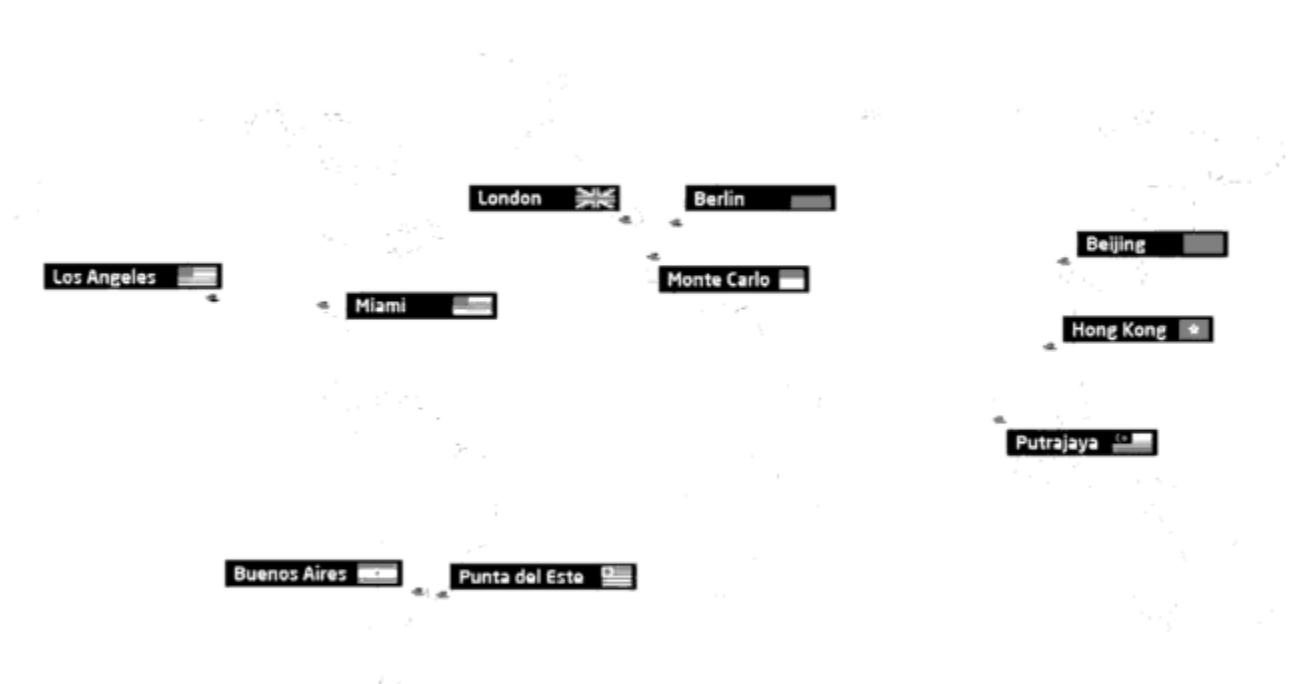 London
Berlin
Beijing
Los Angeles
Monte Carlo
Miami
Hong Kong
Putrajaya
Buenos Aires
Punta del Este